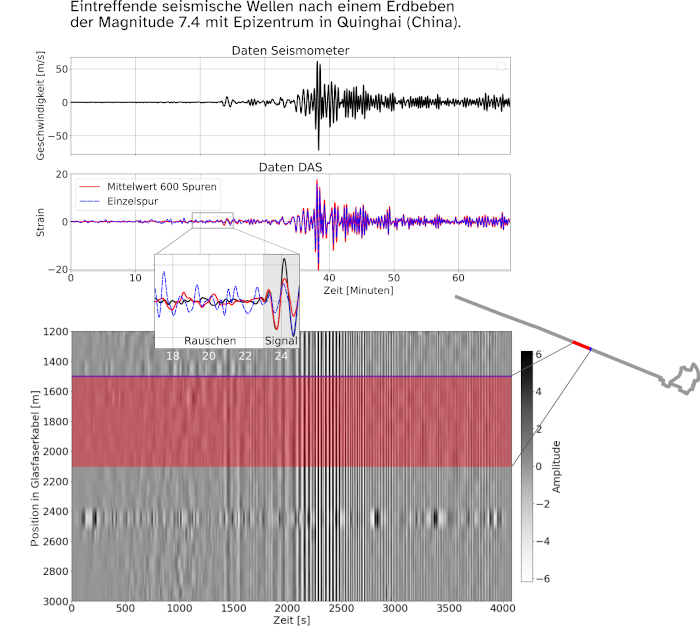 Eintreffende seismische Wellen nach einem Erdbeben
der Magnitude 7.4 mit Epizentrum in Quinghai (China).
Daten Seismometer
Geschwindigkeit [m/s]
50
0
−50
Daten DAS
Strain
20
0
−20
Mittelwert 600 Spuren
Einzelspur
0 10 40 50 60
Zeit [Minuten]
Rauschen Signal
18 20 22 24
Position in Glasfaserkabel [m]
1200
1400
1600
1800
2000
2200
2400
2600
2800
3000
0 500 1000 1500 2000 2500 3000 3500 4000
Zeit [s]
6
4
2
0
−2
−4
−6
Amplitude